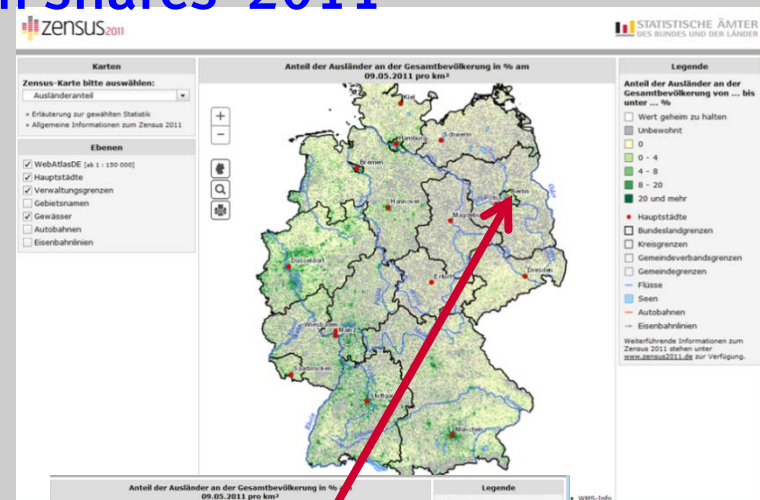 n Shares 2011
zensus2011
STATISTISCHE ÄMTER
DES BUNDES UND DER LÄNDER
Karten
Zensus-Karte bitte auswählen:
Ausländeranteil
» Erläuterung zur gewählten Statistik
» Allgemeine Informationen zum Zensus 2011
Ebenen
WebAtlasDE [ab 1 : 150 000]
Hauptstädte
Verwaltungsgrenzen
Gebietsnamen
Gewässer
Autobahnen
Eisenbahnlinien
Anteil der Ausländer an der Gesamtbevölkerung in % am
09.05.2011 pro km²
+
−
Kiel
Schwerin
Hamburg
Bremen
Berlin
Hannover
Magdeb
Düsseldorf
Erfurt
Dresden
Wiesbaden
Mainz
Saarbrücken
Stuttga
München
Rhein
Oder
Legende
Anteil der Ausländer an der
Gesamtbevölkerung von ... bis
unter ... %
Wert geheim zu halten
Unbewohnt
0
0 - 4
4 - 8
8 - 20
20 und mehr
Hauptstädte
Bundeslandgrenzen
Kreisgrenzen
Gemeindeverbandsgrenzen
Gemeindegrenzen
Flüsse
Seen
Autobahnen
Eisenbahnlinien
Weiterführende Informationen zum
Zensus 2011 stehen unter
www.zensus2011.de zur Verfügung.
Anteil der Ausländer an der Gesamtbevölkerung in % am
09.05.2011 pro km²
Legende
WMS-Info